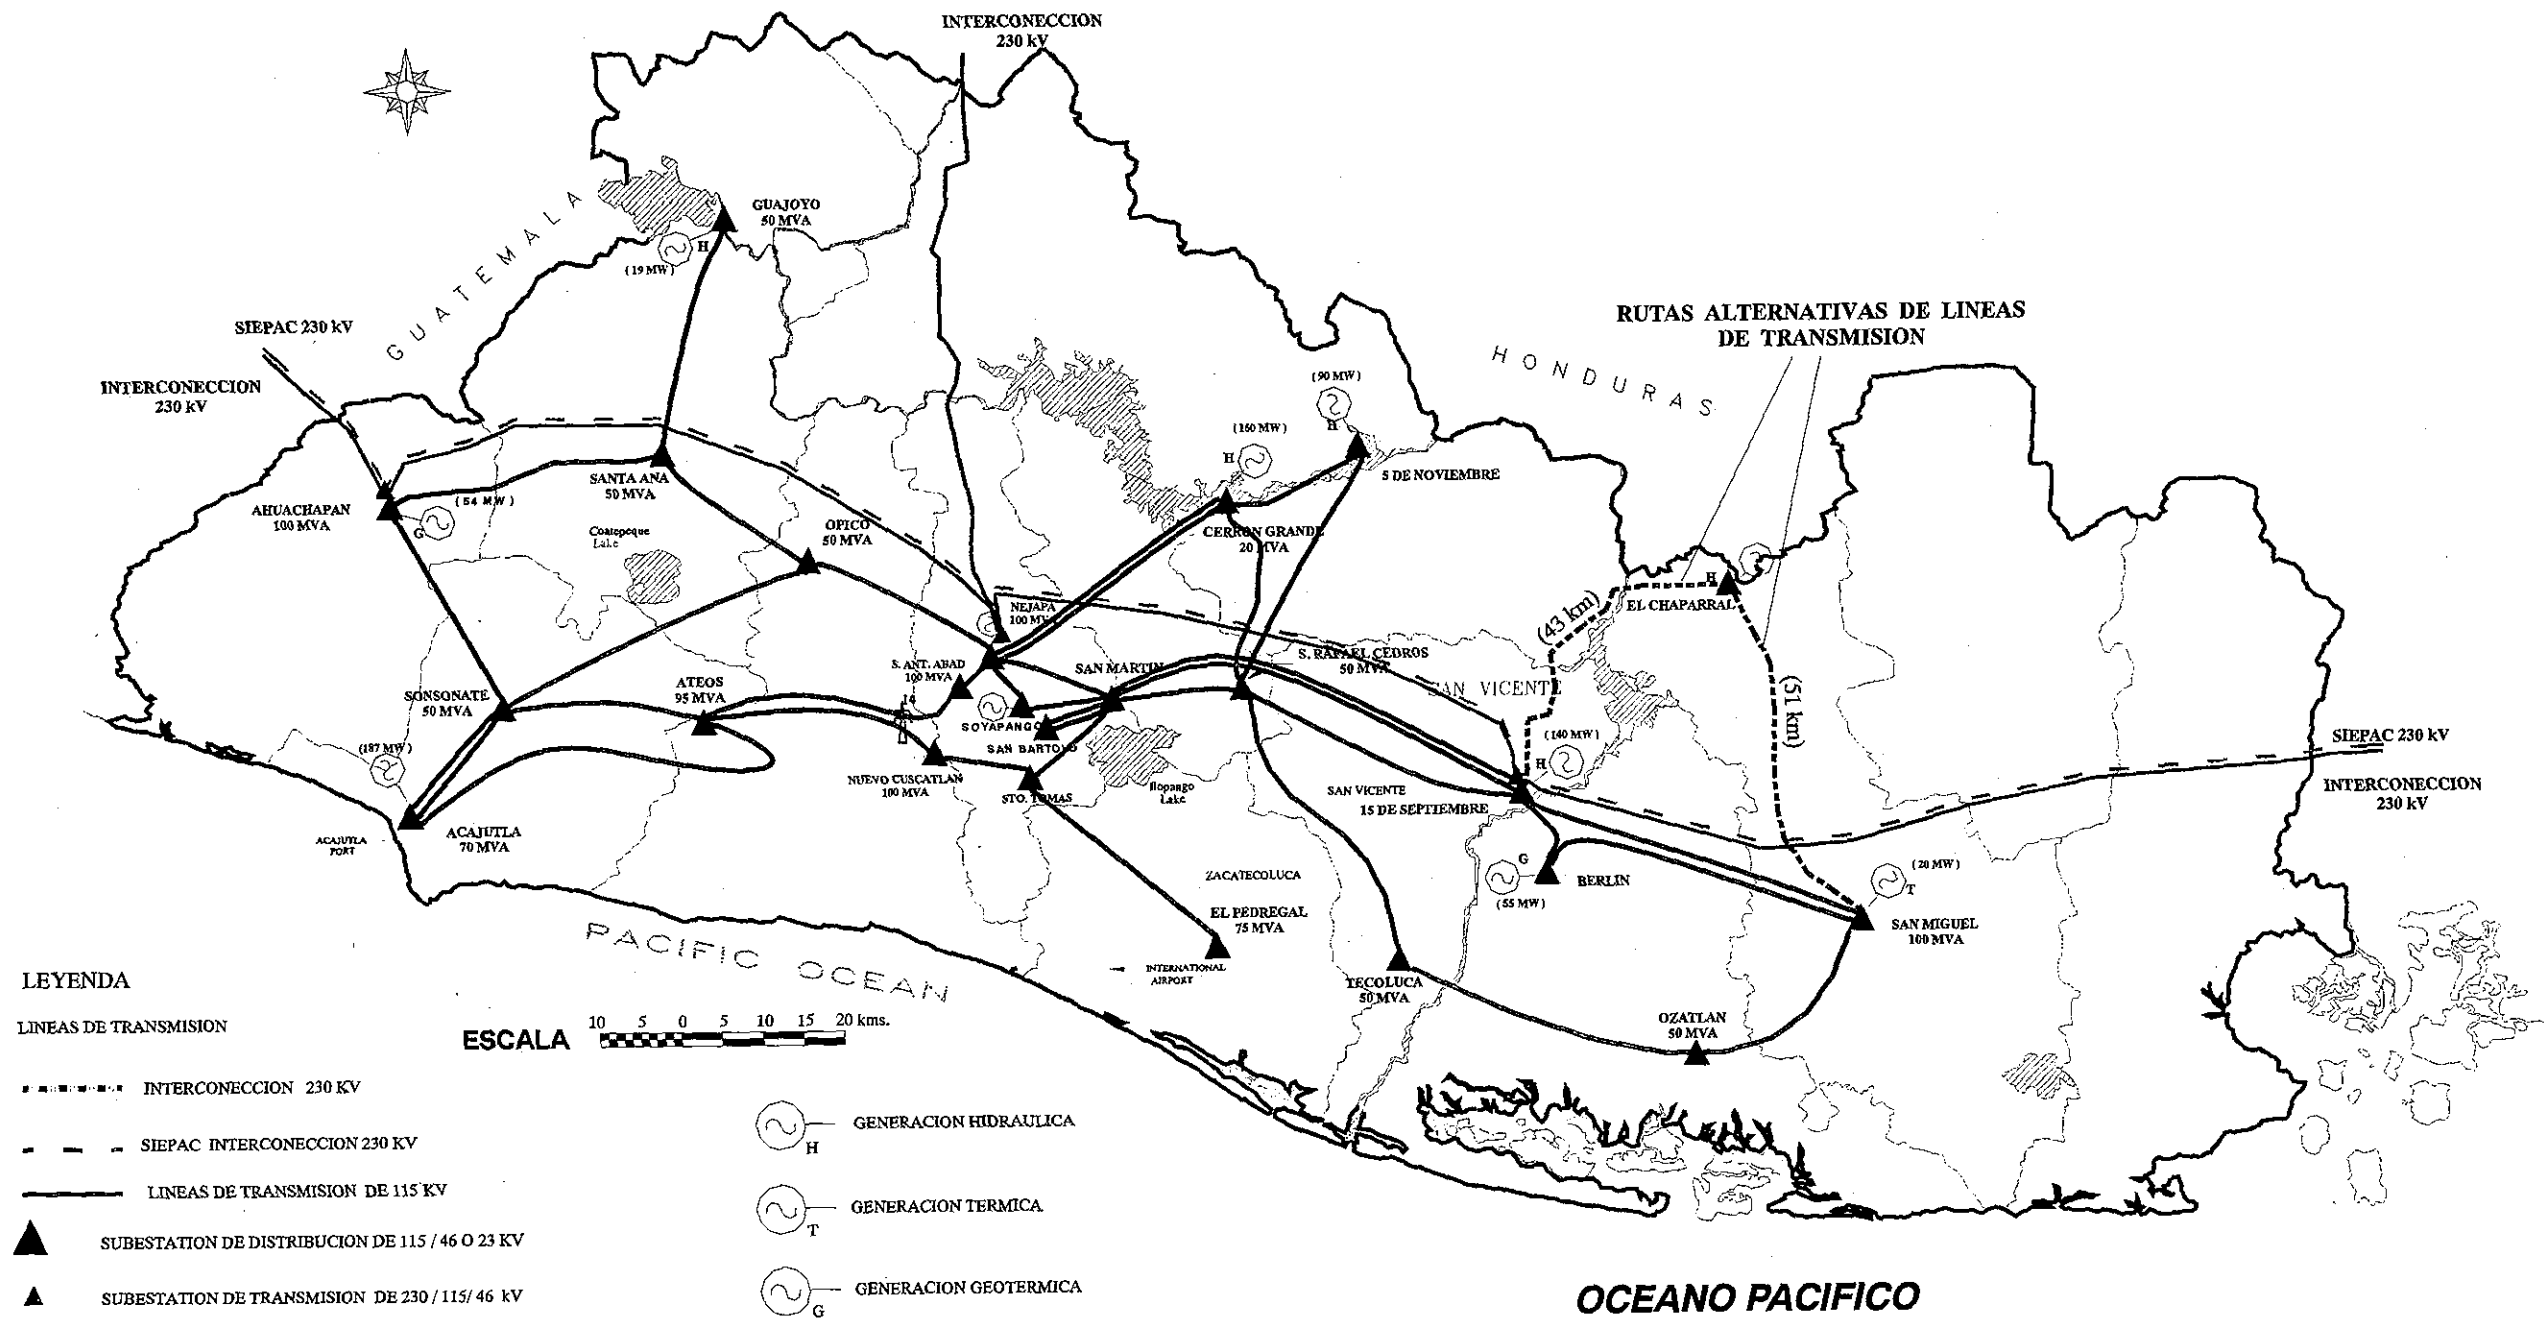 INTERCONECCION
230 kV
GUAJOYO
50 MVA
H
(19 MW)
GUATEMALA
SIEPAC 230 kV
INTERCONECCION
230 kV
RUTAS ALTERNATIVAS DE LINEAS
DE TRANSMISION
HONDURAS
(90 MW)
H
(160 MW)
H
5 DE NOVIEMBRE
SANTA ANA
50 MVA
(54 MW)
AHUACHAPAN
100 MVA
G
OPICO
50 MVA
Coatepeque
Lake
CERRON GRANDE
20 MVA
H
EL CHAPARRAL
(43 km)
(51 km)
NEJAPA
100 MVA
S. ANT. ABAD
100 MVA
SAN MARTIN
S. RAFAEL CEDROS
50 MVA
SAN VICENTE
SONSONATE
50 MVA
ATEOS
95 MVA
SOYAPANGO
SAN BARTOLO
(187 MW)
(140 MW)
H
SIEPAC 230 kV
INTERCONECCION
230 kV
NUEVO CUSCATLAN
100 MVA
STO. TOMAS
Ilopango
Lake
SAN VICENTE
15 DE SEPTIEMBRE
ACAJUTLA
PORT
ACAJUTLA
70 MVA
G
BERLIN
(55 MW)
(20 MW)
T
ZACATECOLUCA
EL PEDREGAL
75 MVA
SAN MIGUEL
100 MVA
PACIFIC OCEAN
INTERNATIONAL
AIRPORT
TECOLUCA
50 MVA
OZATLAN
50 MVA
LEYENDA
LINEAS DE TRANSMISION
ESCALA
10 5 0 5 10 15 20 kms.
INTERCONECCION 230 KV
SIEPAC INTERCONECCION 230 KV
LINEAS DE TRANSMISION DE 115 KV
SUBESTATION DE DISTRIBUCION DE 115 / 46 O 23 KV
SUBESTATION DE TRANSMISION DE 230 / 115/ 46 kV
H
GENERACION HIDRAULICA
T
GENERACION TERMICA
G
GENERACION GEOTERMICA
OCEANO PACIFICO